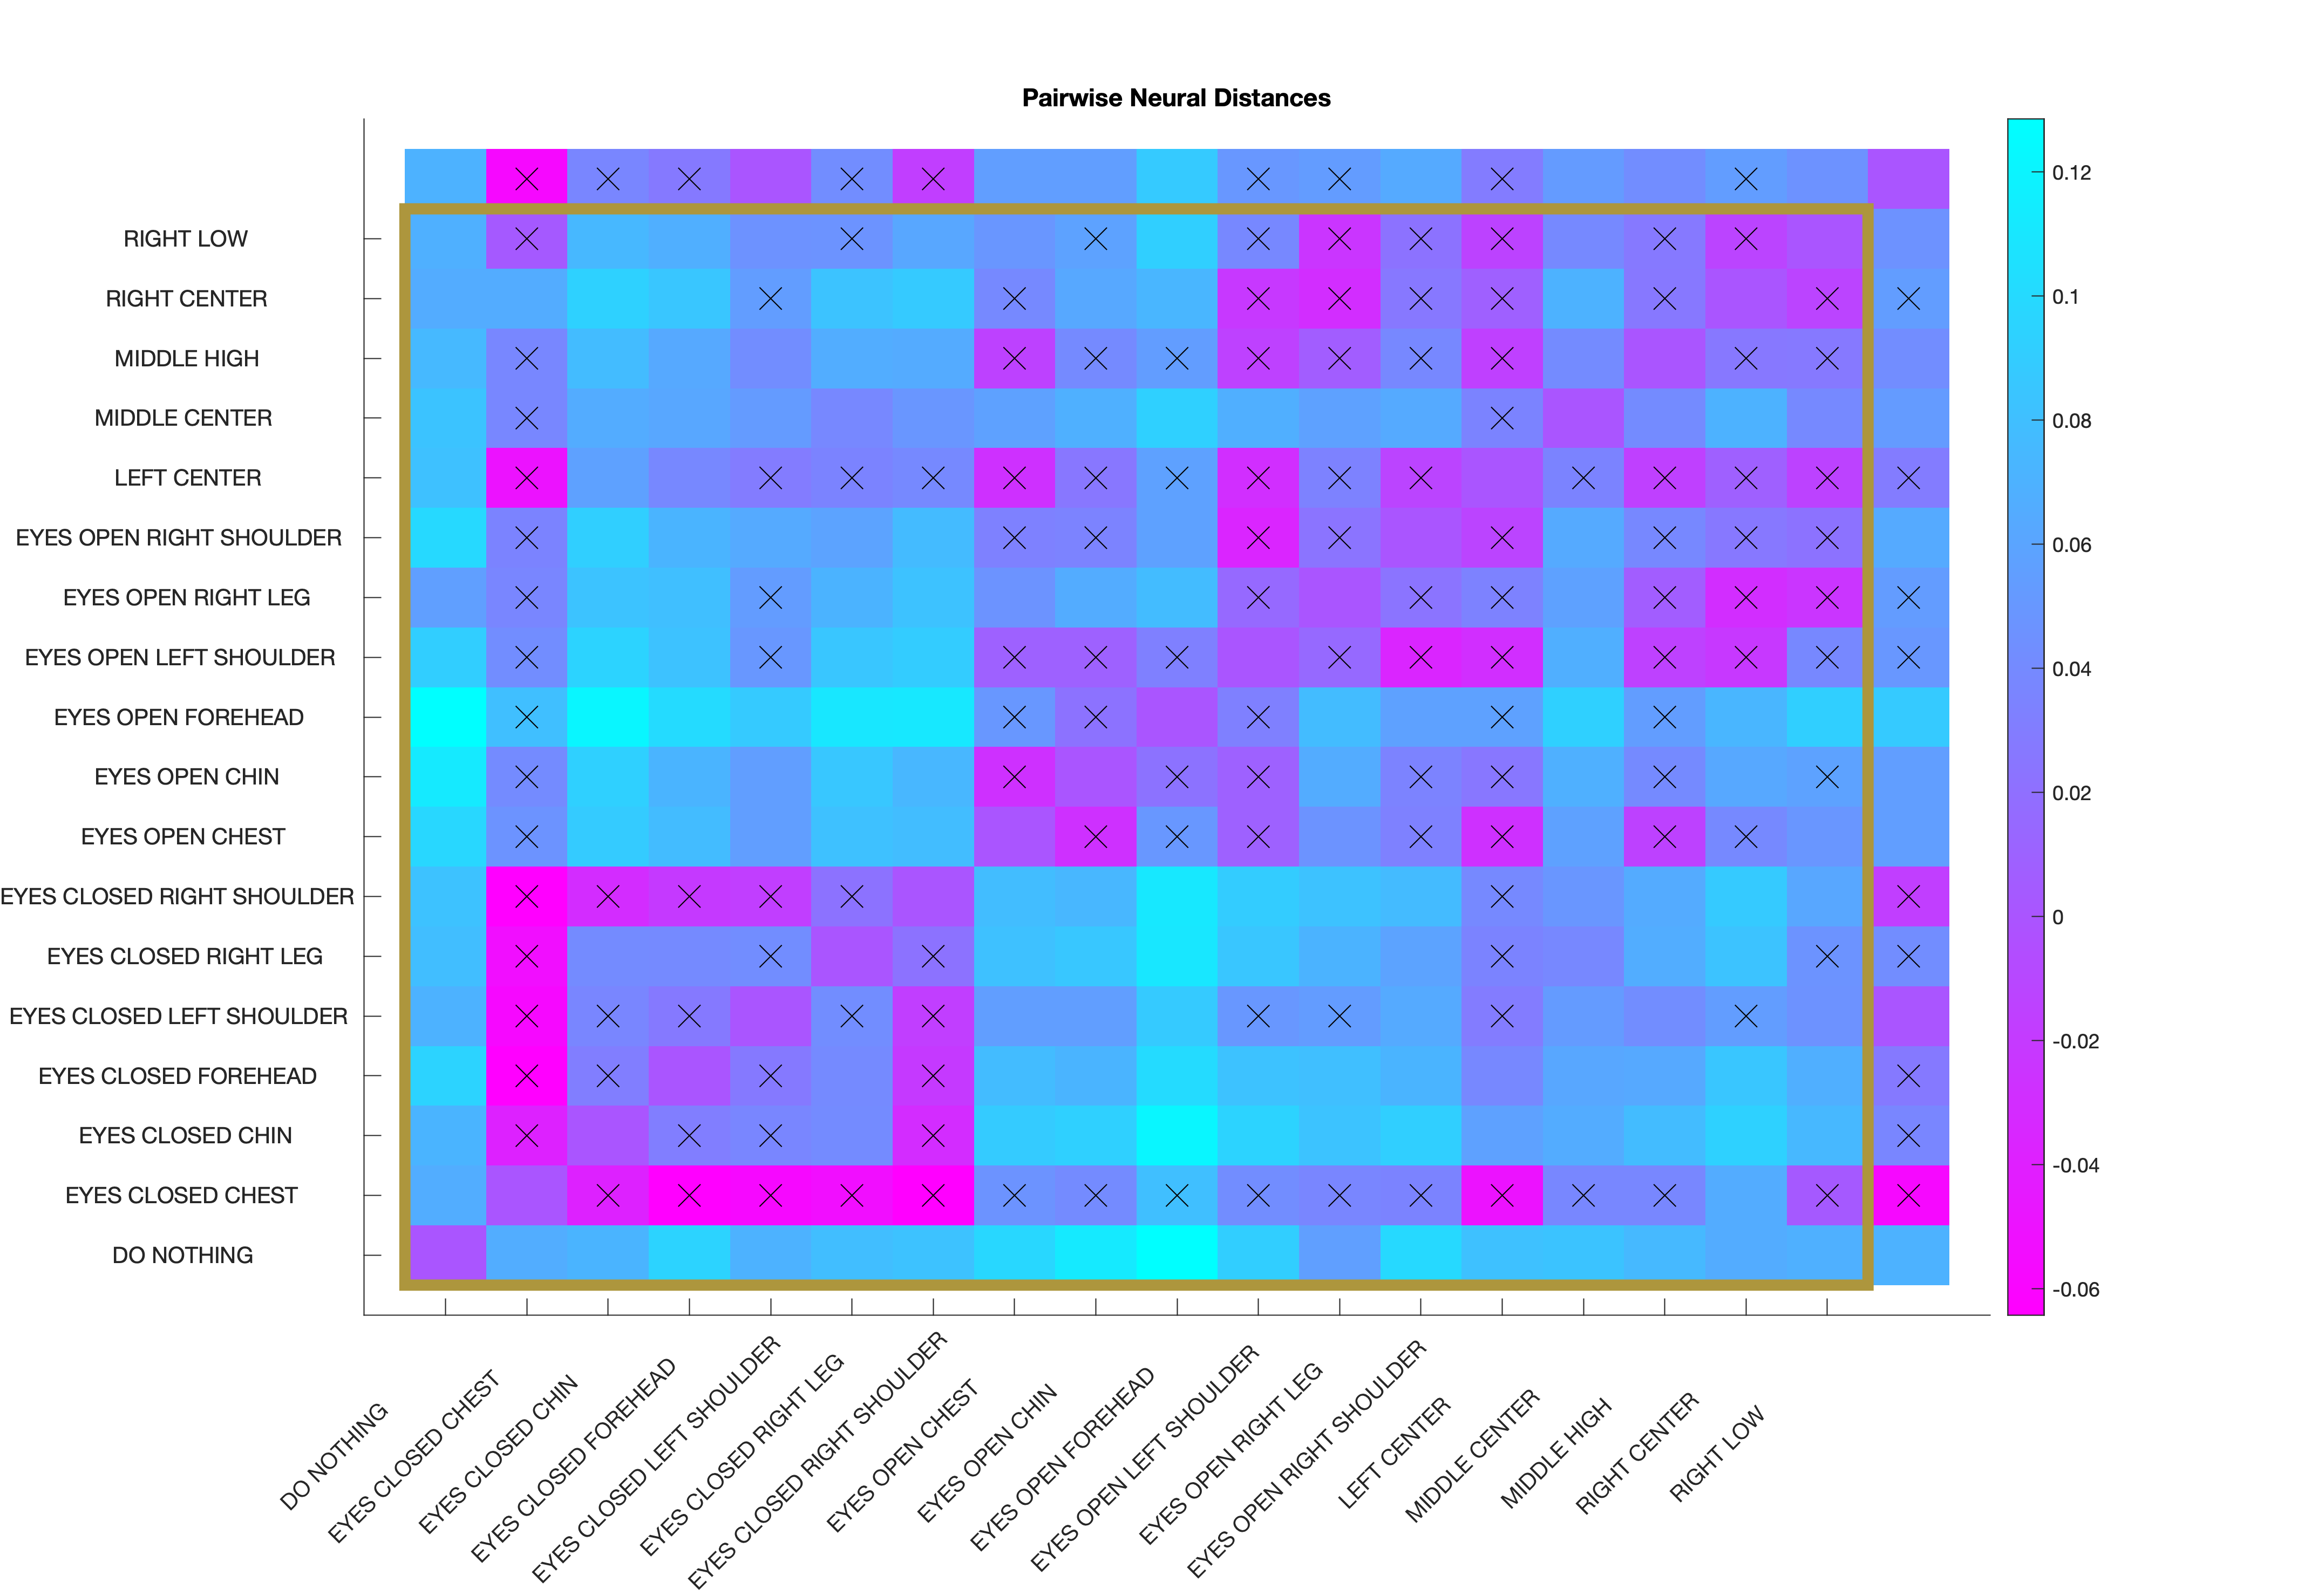 Pairwise Neural Distances
RIGHT LOW
RIGHT CENTER
MIDDLE HIGH
MIDDLE CENTER
LEFT CENTER
EYES OPEN RIGHT SHOULDER
EYES OPEN RIGHT LEG
EYES OPEN LEFT SHOULDER
EYES OPEN FOREHEAD
EYES OPEN CHIN
EYES OPEN CHEST
EYES CLOSED RIGHT SHOULDER
EYES CLOSED RIGHT LEG
EYES CLOSED LEFT SHOULDER
EYES CLOSED FOREHEAD
EYES CLOSED CHIN
EYES CLOSED CHEST
DO NOTHING
0.12
0.1
0.08
0.06
0.04
0.02
0
-0.02
-0.04
-0.06
DO NOTHING
EYES CLOSED CHEST
EYES CLOSED CHIN
EYES CLOSED FOREHEAD
EYES CLOSED LEFT SHOULDER
EYES CLOSED RIGHT LEG
EYES CLOSED RIGHT SHOULDER
EYES OPEN CHEST
EYES OPEN CHIN
EYES OPEN FOREHEAD
EYES OPEN LEFT SHOULDER
EYES OPEN RIGHT LEG
EYES OPEN RIGHT SHOULDER
LEFT CENTER
MIDDLE CENTER
MIDDLE HIGH
RIGHT CENTER
RIGHT LOW